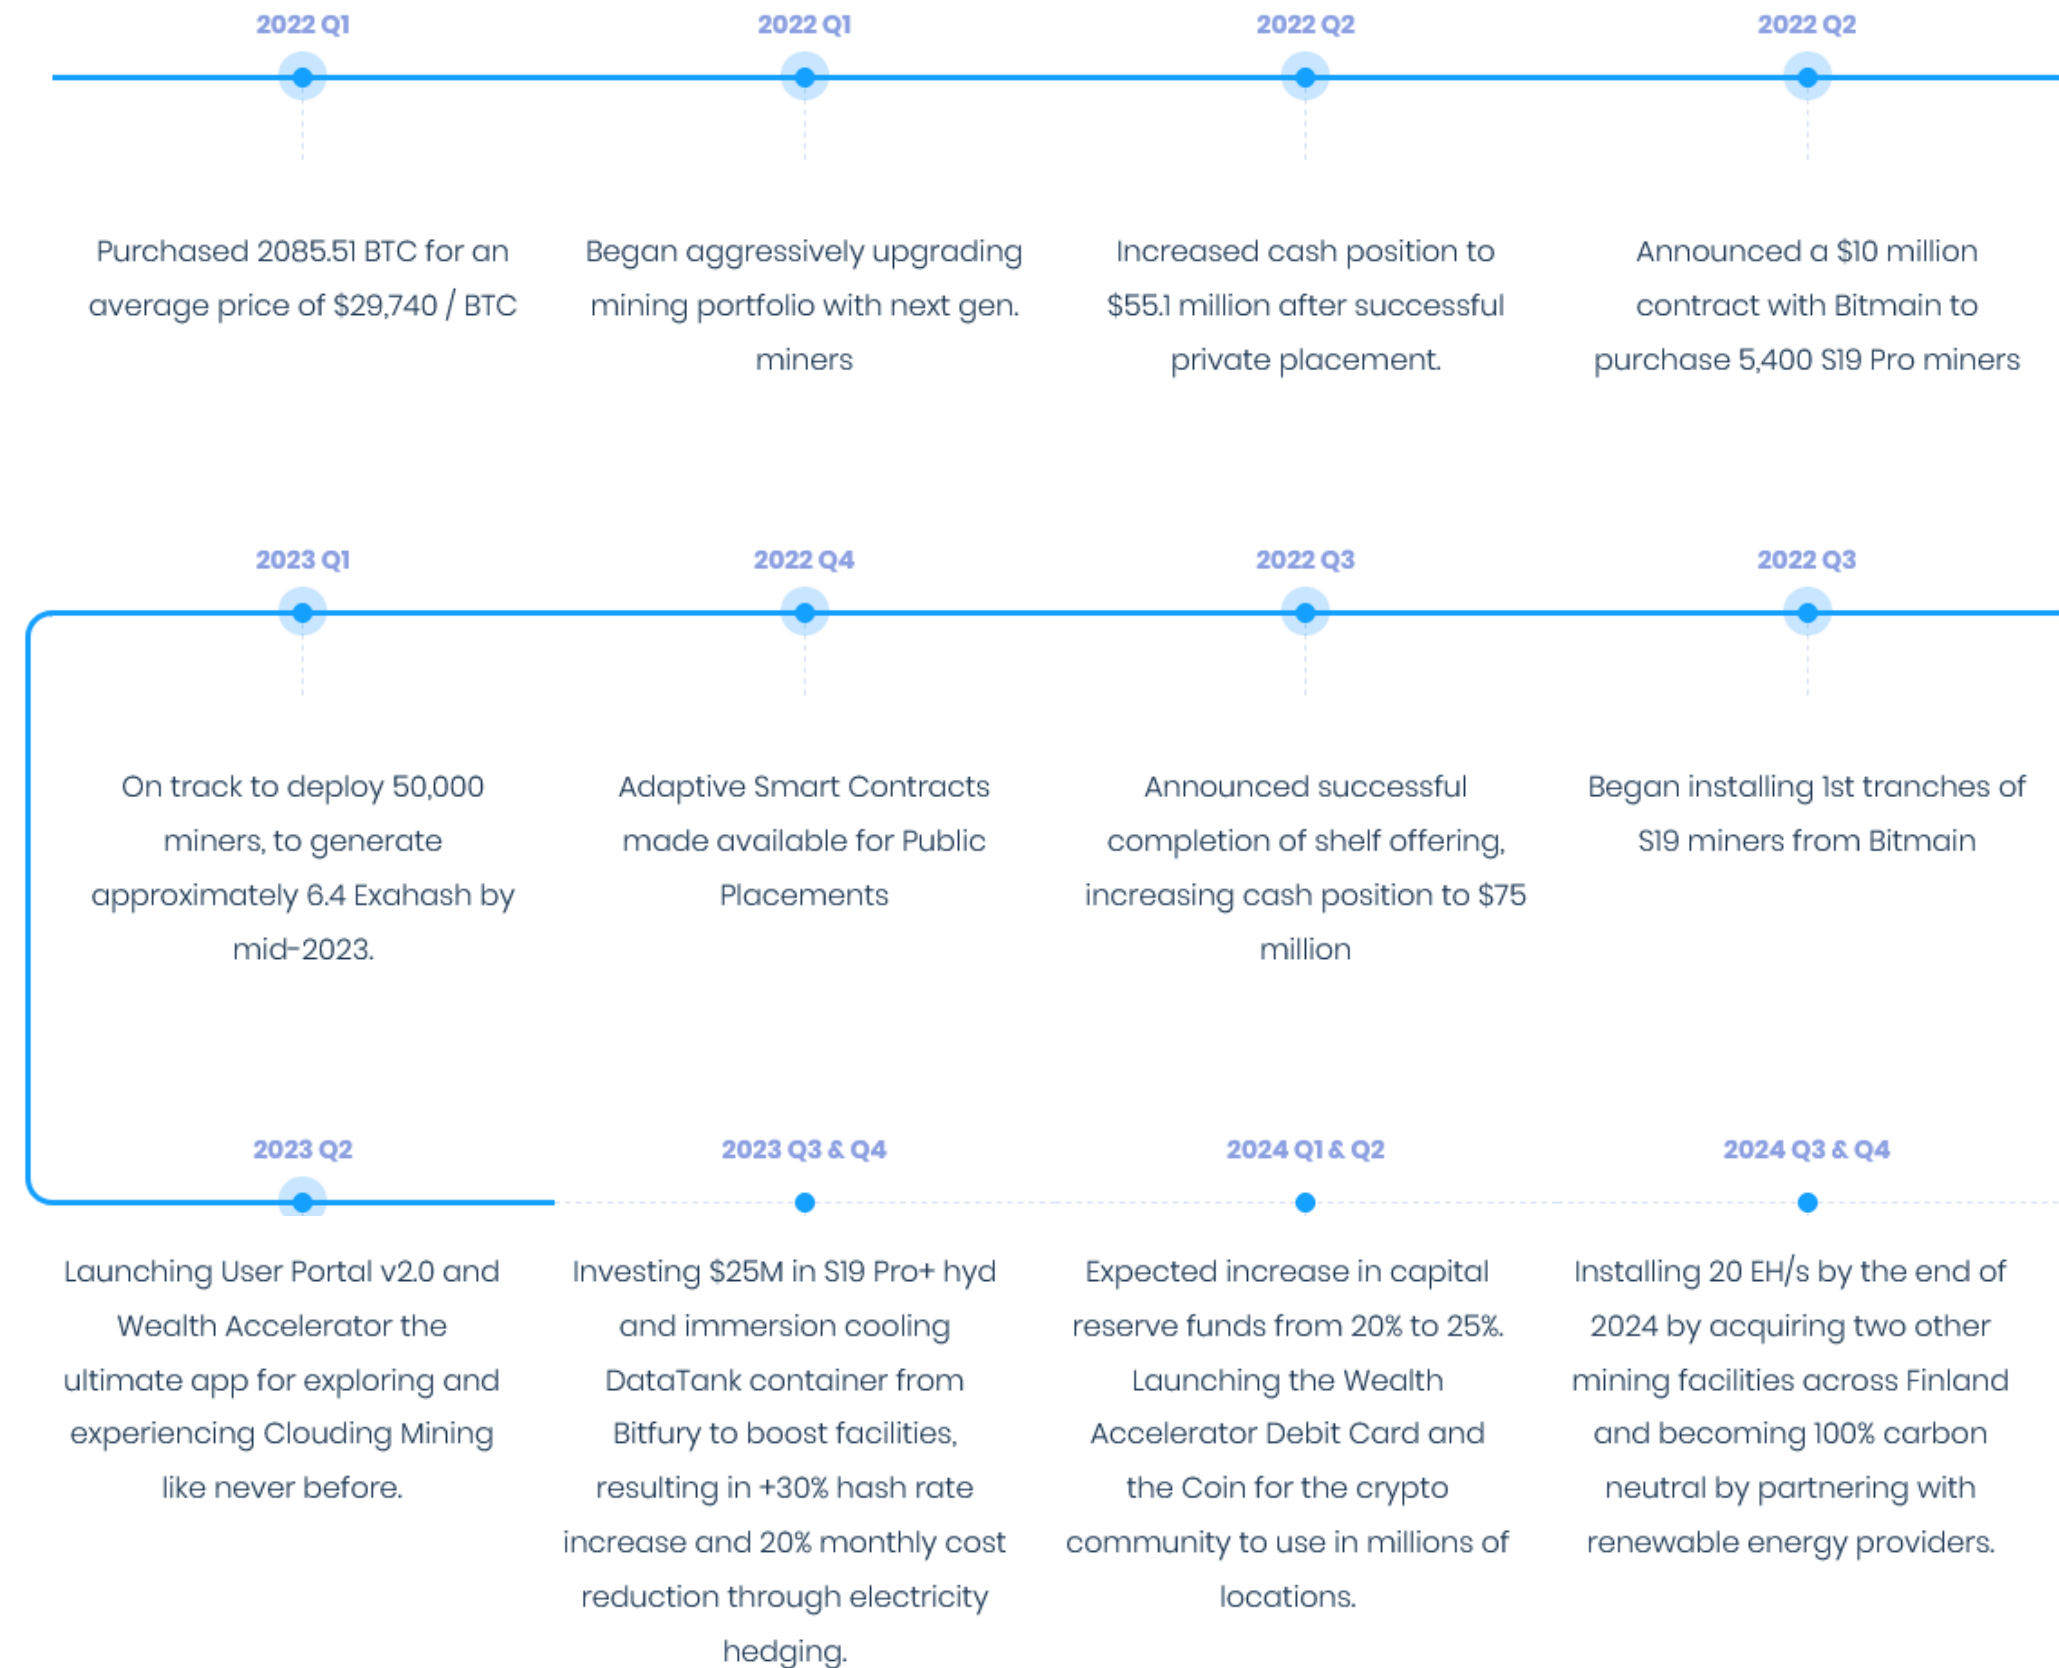 2022 Q1
Purchased 2085.51 BTC for an
average price of $29,740 / BTC
2022 Q1
Began aggressively upgrading
mining portfolio with next gen.
miners
2022 Q2
Increased cash position to
$55.1 million after successful
private placement.
2022 Q2
Announced a $10 million
contract with Bitmain to
purchase 5,400 S19 Pro miners
2023 Q1
On track to deploy 50,000
miners, to generate
approximately 6.4 Exahash by
mid-2023.
2022 Q4
Adaptive Smart Contracts
made available for Public
Placements
2022 Q3
Announced successful
completion of shelf offering,
increasing cash position to $75
million
2022 Q3
Began installing 1st tranches of
S19 miners from Bitmain
2023 Q2
Launching User Portal v2.0 and
Wealth Accelerator the
ultimate app for exploring and
experiencing Clouding Mining
like never before.
2023 Q3 & Q4
Investing $25M in S19 Pro+ hyd
and immersion cooling
DataTank container from
Bitfury to boost facilities,
resulting in +30% hash rate
increase and 20% monthly cost
reduction through electricity
hedging.
2024 Q1 & Q2
Expected increase in capital
reserve funds from 20% to 25%.
Launching the Wealth
Accelerator Debit Card and
the Coin for the crypto
community to use in millions of
locations.
2024 Q3 & Q4
Installing 20 EH/s by the end of
2024 by acquiring two other
mining facilities across Finland
and becoming 100% carbon
neutral by partnering with
renewable energy providers.